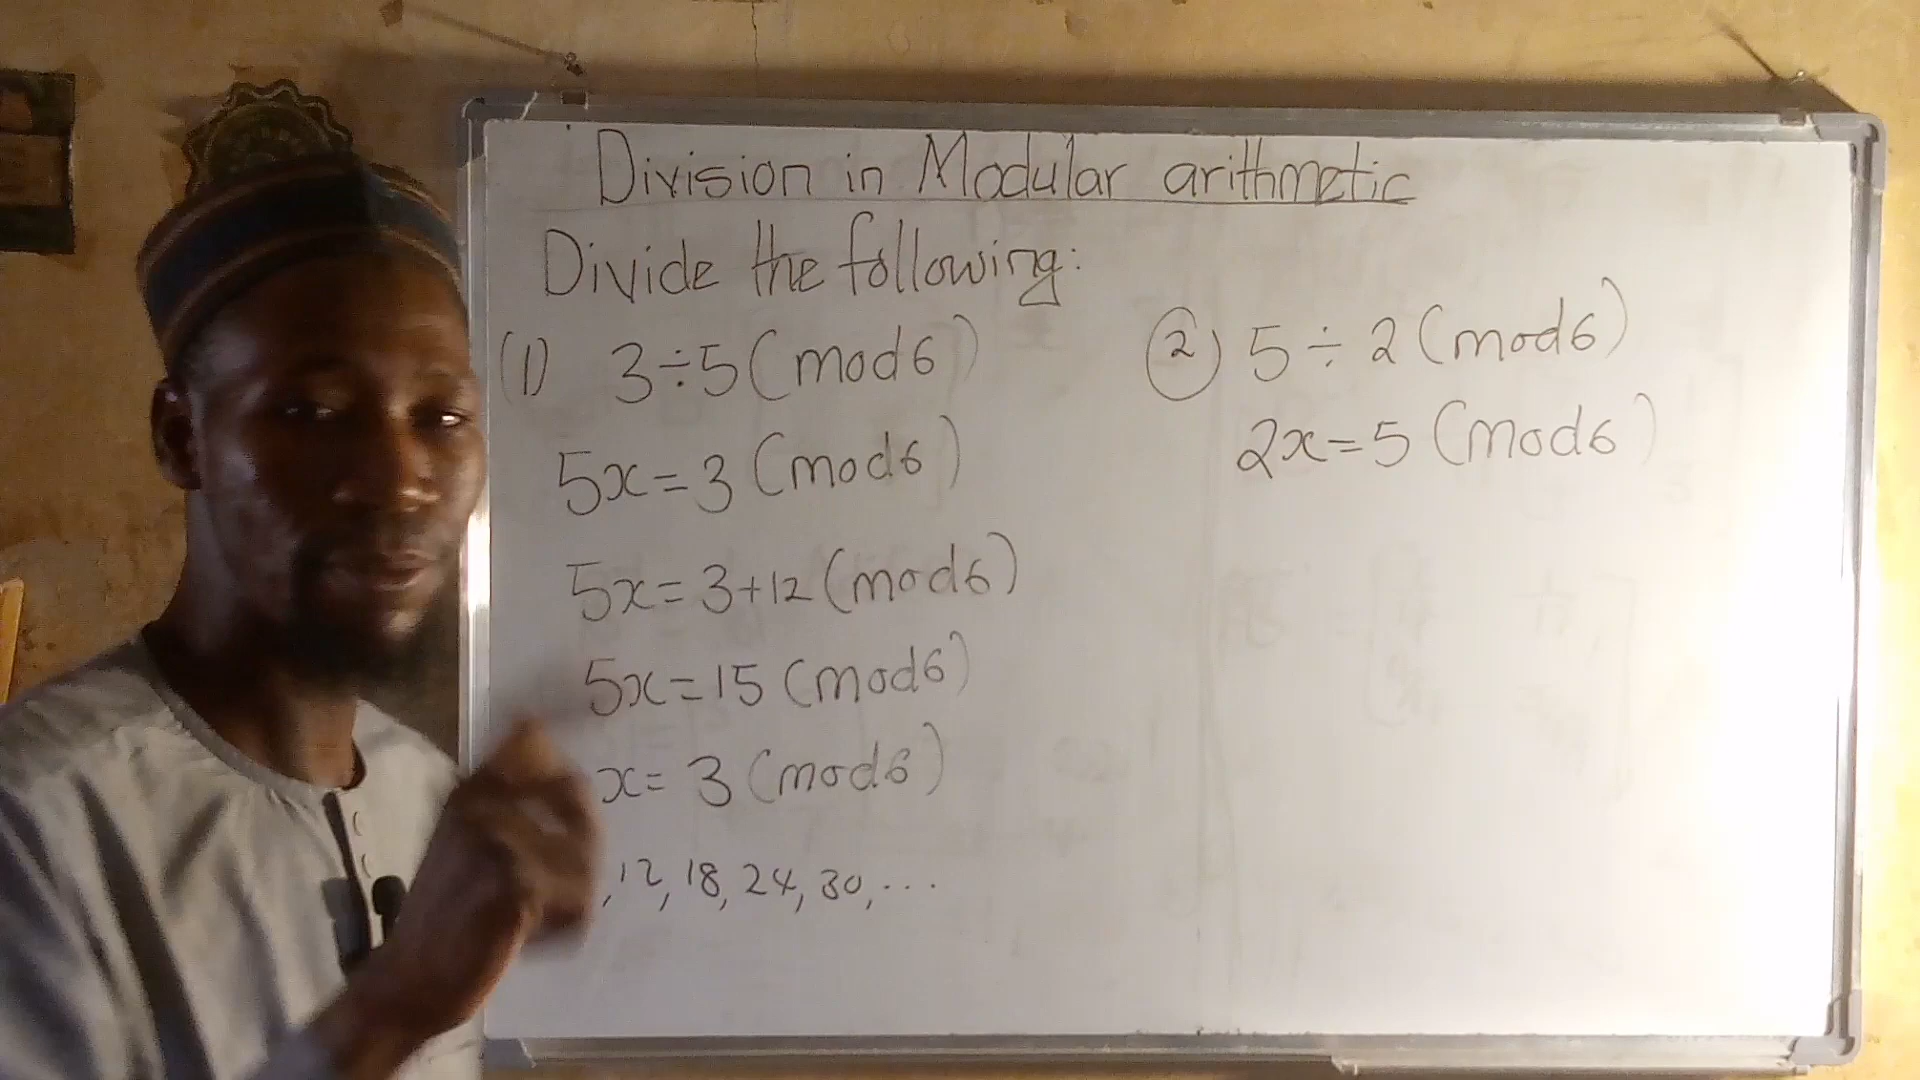 Division in Modular arithmetic
Divide the following:
(1) 3÷5(mod6)
5x=3(mod6)
5x=3+12(mod6)
5x=15(mod6)
x=3(mod6)
,12,18,24,30,...
2 5÷2(mod6)
2x=5(mod6)